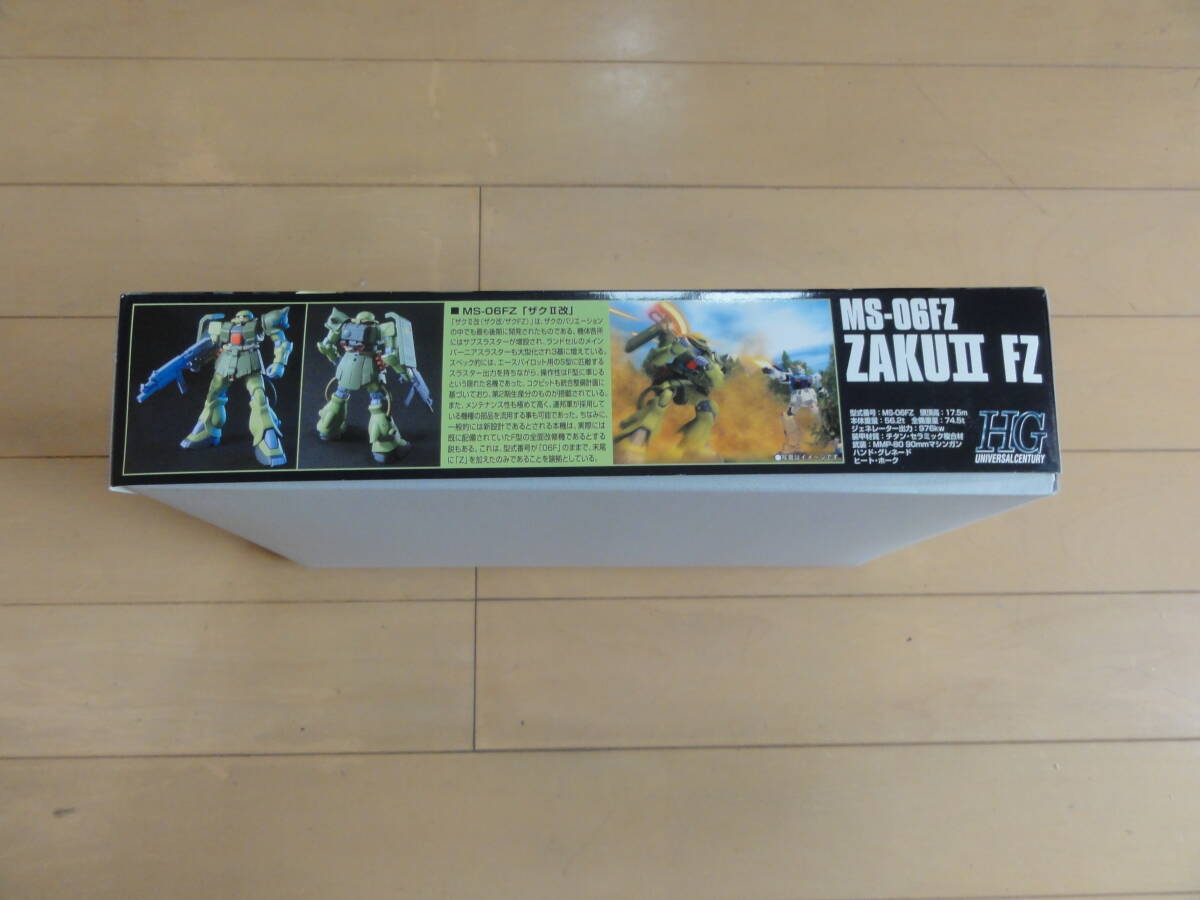 ■ MS-06FZ「ザクⅡ改」
「ザクⅡ改(ザク改/ザクFZ)」は、ザクのバリエーション
の中でも最も後期に開発されたものである。機体各所に
はサブスラスターが増設され、ランドセルのメイン
バーニアスラスターも大型化され3基に増えている。
スペック的には、エースパイロット用のS型に匹敵する
スラスター出力を持ちながら、操作性はF型に準じる
という隠れた名機であった。コクピットも統合整備計画に
基づいており、第2期生産分のものが搭載されている。
また、メンテナンス性も極めて高く、連邦軍が採用して
いる機種の部品を流用する事も可能であった。ちなみに、
一般的には新設計であるとされる本機は、実際には
既に配備されていたF型の全面改修機であるとする
説もある。これは、型式番号が「06F」のままで、末尾
に「Z」を加えたのみであることを論拠としている。
●写真はイメージです。
MS-06FZ
ZAKUⅡ FZ
型式番号:MS-06FZ 頭頂高:17.5m
本体重量:56.2t 全備重量:74.5t
ジェネレーター出力:976kw
装甲材質:チタン・セラミック複合材
武装:MMP-80 90mmマシンガン
ハンド・グレネード
ヒート・ホーク
HG
UNIVERSAL CENTURY